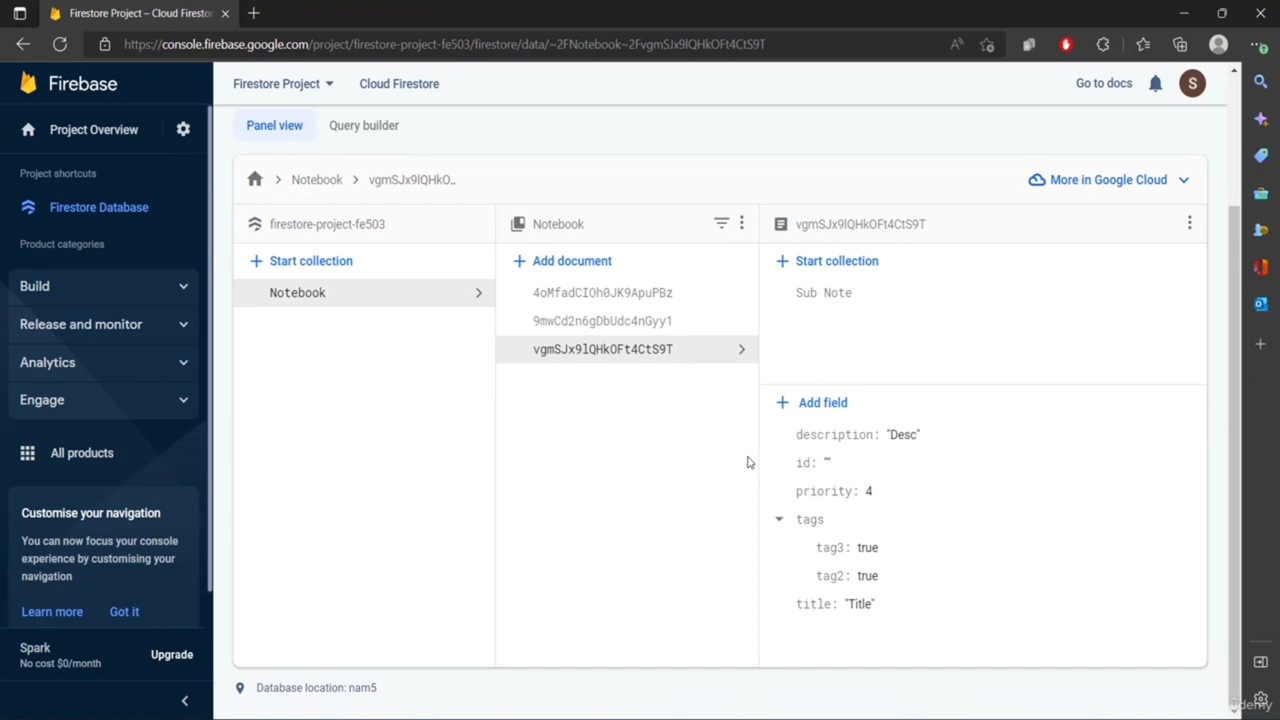 Firestore Project – Cloud Firesto
https://console.firebase.google.com/project/firestore-project-fe503/firestore/data/~2FNotebook~2FvgmSJx9lQHkOFt4CtS9T
Firebase
Firestore Project
Cloud Firestore
Go to docs
S
Project Overview
Panel view
Query builder
Project shortcuts
Firestore Database
Notebook
vgmSJx9lQHkO...
More in Google Cloud
Product categories
firestore-project-fe503
Notebook
vgmSJx9lQHkOFt4CtS9T
Build
Start collection
Add document
Start collection
Notebook
4oMfadCIOh0JK9ApuPBz
Sub Note
Release and monitor
9mwCd2n6gDbUdc4nGyy1
vgmSJx9lQHkOFt4CtS9T
Analytics
Engage
Add field
description: "Desc"
All products
id: ""
priority: 4
Customise your navigation
tags
You can now focus your console
experience by customising your
navigation
tag3: true
tag2: true
title: "Title"
Learn more
Got it
Spark
No cost $0/month
Upgrade
Database location: nam5
demy